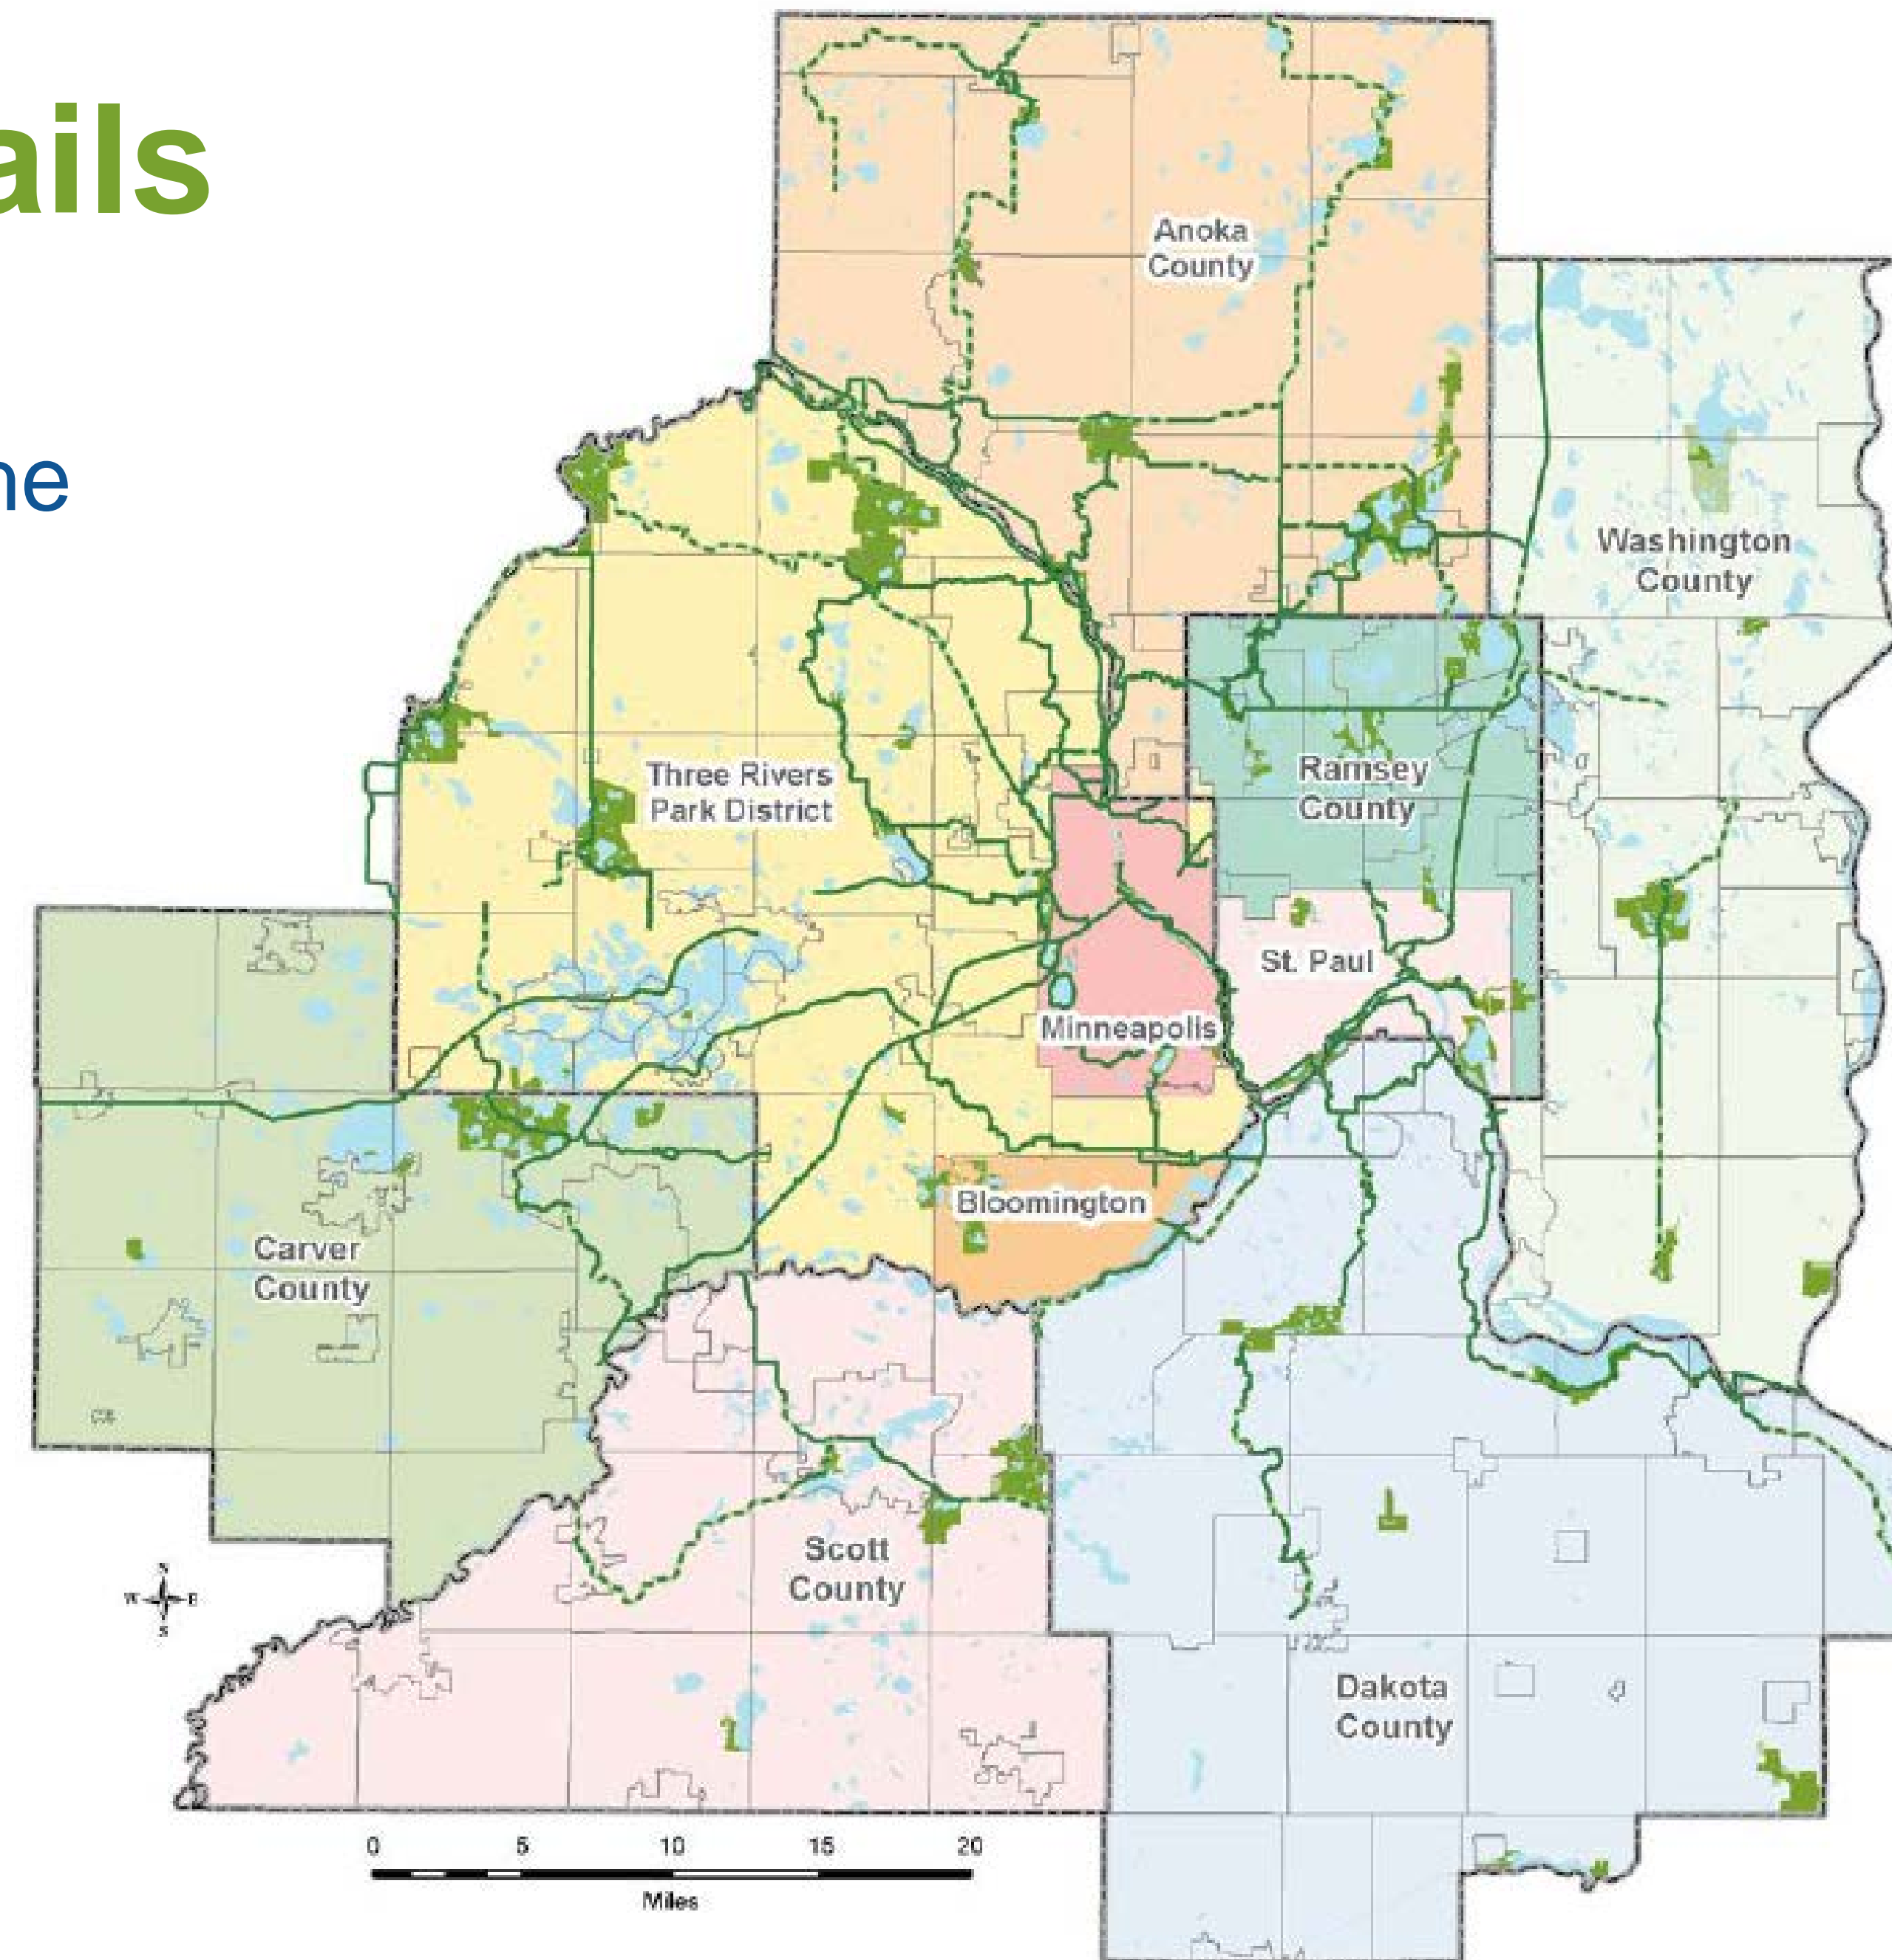 ails
ne
Anoka
County
Washington
County
Three Rivers
Park District
Ramsey
County
St. Paul
Minneapolis
Bloomington
Carver
County
Scott
County
N
W E
S
Dakota
County
0 5 10 15 20
Miles